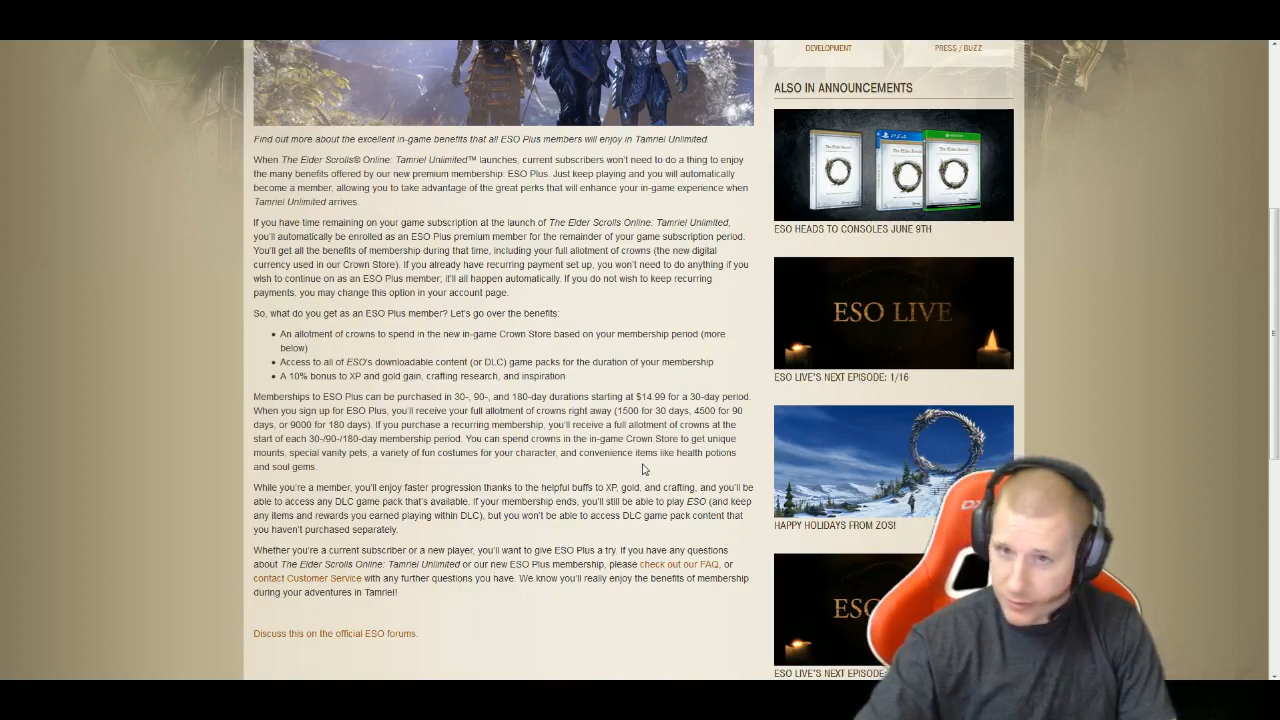 DEVELOPMENT
PRESS / BUZZ
Find out more about the excellent in-game benefits that all ESO Plus members will enjoy in Tamriel Unlimited.
When The Elder Scrolls® Online: Tamriel Unlimited™ launches, current subscribers won't need to do a thing to enjoy
the many benefits offered by our new premium membership: ESO Plus. Just keep playing and you will automatically
become a member, allowing you to take advantage of the great perks that will enhance your in-game experience when
Tamriel Unlimited arrives.
If you have time remaining on your game subscription at the launch of The Elder Scrolls Online: Tamriel Unlimited,
you'll automatically be enrolled as an ESO Plus premium member for the remainder of your game subscription period.
You'll get all the benefits of membership during that time, including your full allotment of crowns (the new digital
currency used in our Crown Store). If you already have recurring payment set up, you won't need to do anything if you
wish to continue on as an ESO Plus member; it'll all happen automatically. If you do not wish to keep recurring
payments, you may change this option in your account page.
So, what do you get as an ESO Plus member? Let's go over the benefits:
• An allotment of crowns to spend in the new in-game Crown Store based on your membership period (more
below)
• Access to all of ESO's downloadable content (or DLC) game packs for the duration of your membership
• A 10% bonus to XP and gold gain, crafting research, and inspiration
Memberships to ESO Plus can be purchased in 30-, 90-, and 180-day durations starting at $14.99 for a 30-day period.
When you sign up for ESO Plus, you'll receive your full allotment of crowns right away (1500 for 30 days, 4500 for 90
days, or 9000 for 180 days). If you purchase a recurring membership, you'll receive a full allotment of crowns at the
start of each 30-/90-/180-day membership period. You can spend crowns in the in-game Crown Store to get unique
mounts, special vanity pets, a variety of fun costumes for your character, and convenience items like health potions
and soul gems.
While you're a member, you'll enjoy faster progression thanks to the helpful buffs to XP, gold, and crafting, and you'll be
able to access any DLC game pack that's available. If your membership ends, you'll still be able to play ESO (and keep
any items and rewards you earned playing within DLC), but you won't be able to access DLC game pack content that
you haven't purchased separately.
Whether you're a current subscriber or a new player, you'll want to give ESO Plus a try. If you have any questions
about The Elder Scrolls Online: Tamriel Unlimited or our new ESO Plus membership, please check out our FAQ, or
contact Customer Service with any further questions you have. We know you'll really enjoy the benefits of membership
during your adventures in Tamriel!
Discuss this on the official ESO forums.
ALSO IN ANNOUNCEMENTS
PS4
ESO HEADS TO CONSOLES JUNE 9TH
ESO LIVE
ESO LIVE'S NEXT EPISODE: 1/16
HAPPY HOLIDAYS FROM ZOS!
ESO LIVE'S NEXT EPISODE: